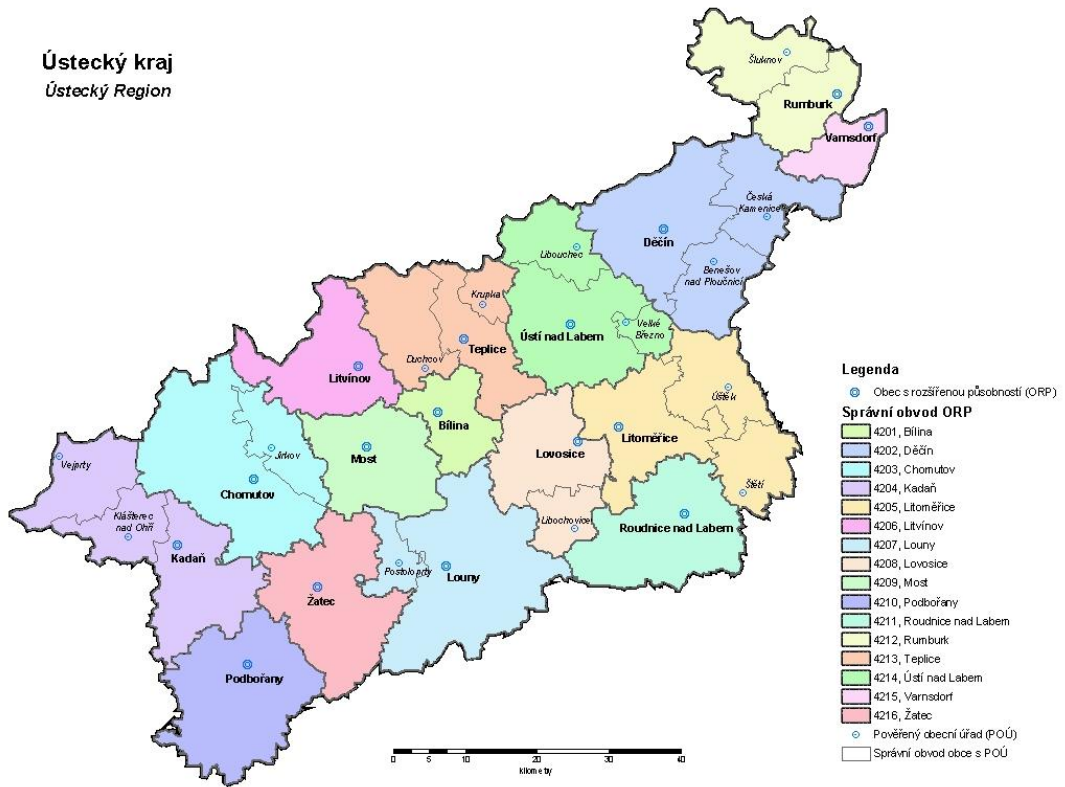 Ústecký kraj
Ústecký Region
Šluknov
Rumburk
Varnsdorf
Česká
Kamenice
Děčín
Libouchec
Benešov
nad Ploučnicí
Krupka
Ústí nad Labem
Velké
Březno
Teplice
Duchcov
Litvínov
Úštěk
Bílina
Litoměřice
Lovosice
Most
Jirkov
Vejprty
Chomutov
Štětí
Klášterec
nad Ohří
Libochovice
Roudnice nad Labem
Kadaň
Postoloprty
Louny
Žatec
Podbořany
Legenda
Obec s rozšířenou působností (ORP)
Správní obvod ORP
4201, Bílina
4202, Děčín
4203, Chomutov
4204, Kadaň
4205, Litoměřice
4206, Litvínov
4207, Louny
4208, Lovosice
4209, Most
4210, Podbořany
4211, Roudnice nad Labem
4212, Rumburk
4213, Teplice
4214, Ústí nad Labem
4215, Varnsdorf
4216, Žatec
Pověřený obecní úřad (POÚ)
Správní obvod obce s POÚ
0 5 10 20 30 40
kilometry